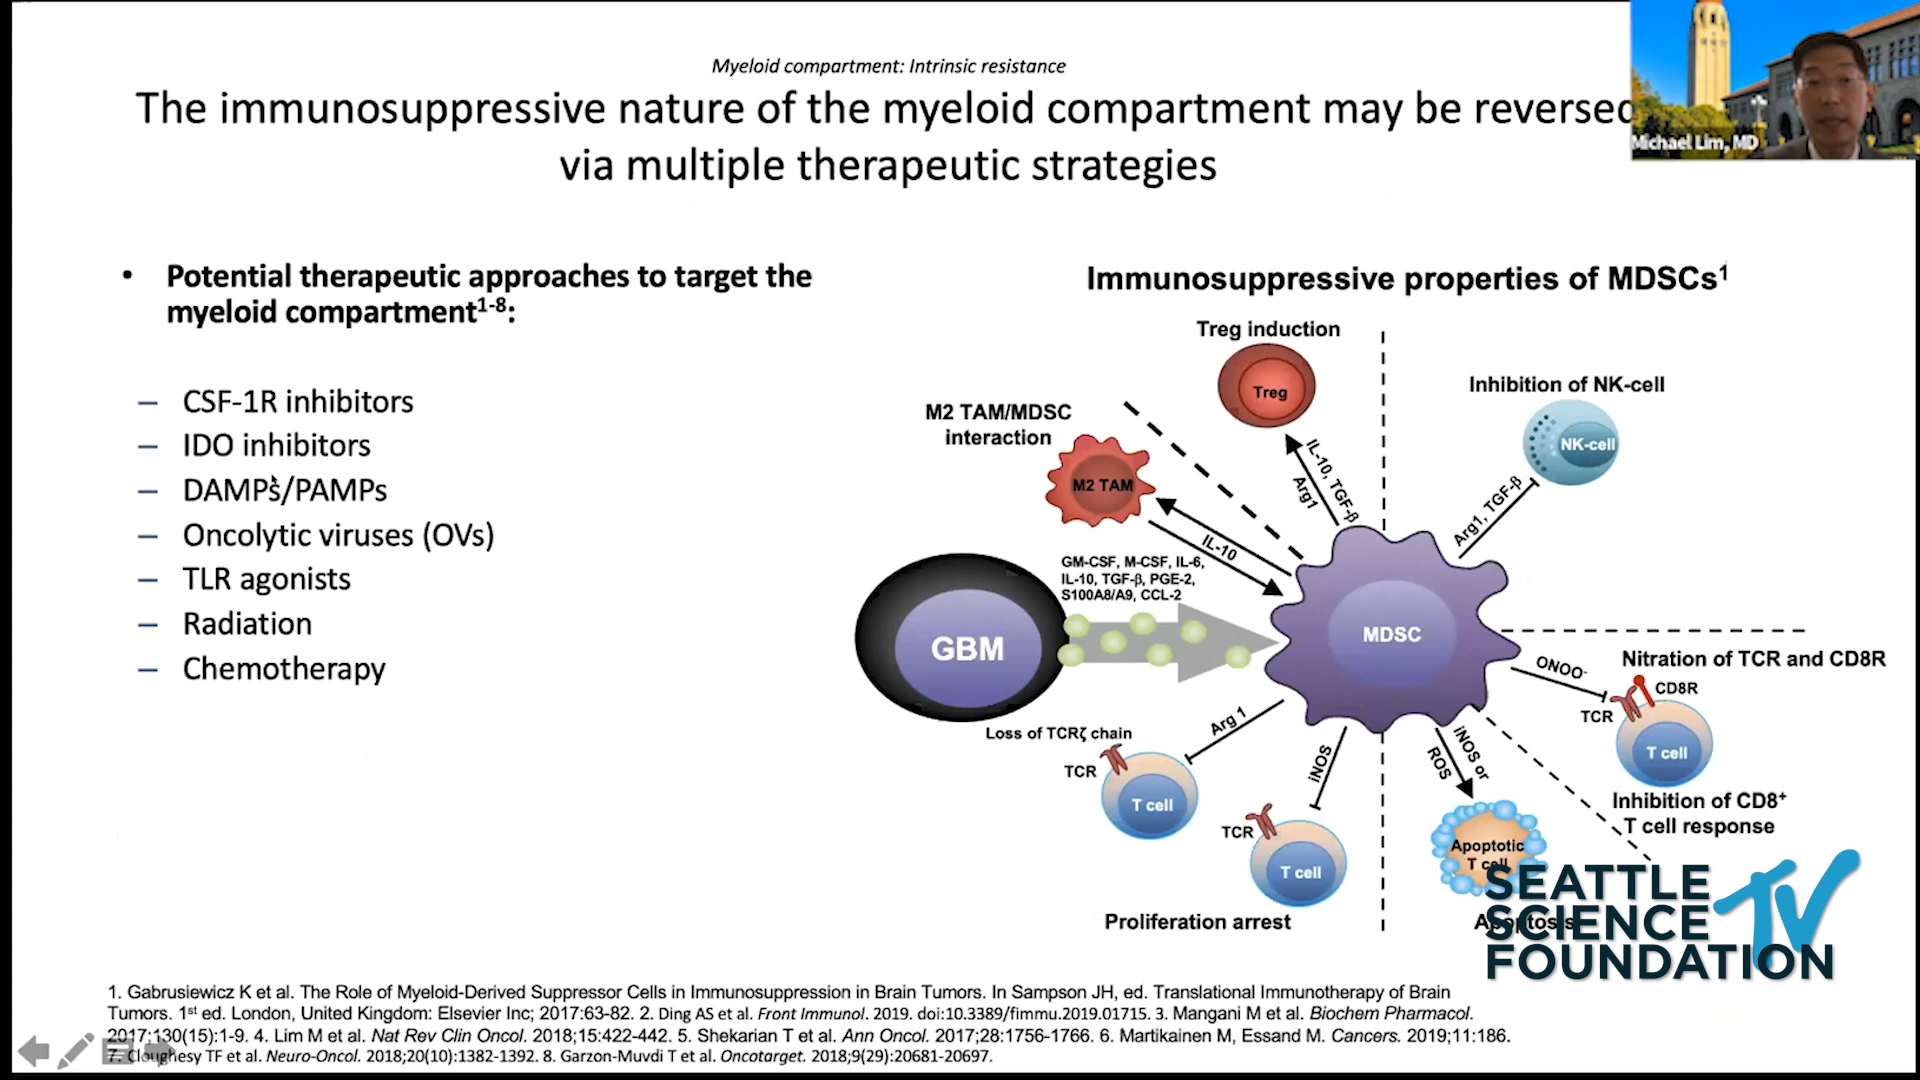 Myeloid compartment: Intrinsic resistance
The immunosuppressive nature of the myeloid compartment may be reversed
via multiple therapeutic strategies
Michael Lim, MD
• Potential therapeutic approaches to target the
myeloid compartment1-8:
– CSF-1R inhibitors
– IDO inhibitors
– DAMPs/PAMPs
– Oncolytic viruses (OVs)
– TLR agonists
– Radiation
– Chemotherapy
Immunosuppressive properties of MDSCs1
Treg induction
Treg
IL-10, TGF-β
Arg1
Inhibition of NK-cell
NK-cell
Arg1, TGF-β
M2 TAM/MDSC
interaction
M2 TAM
IL-10
GM-CSF, M-CSF, IL-6,
IL-10, TGF-β, PGE-2,
S100A8/A9, CCL-2
GBM
MDSC
ONOO-
Nitration of TCR and CD8R
CD8R
TCR
T cell
Inhibition of CD8+
T cell response
Arg 1
Loss of TCRζ chain
TCR
T cell
iNOS
TCR
T cell
Proliferation arrest
iNOS or
ROS
Apoptotic
T cell
Apoptosis
SEATTLE
SCIENCE
FOUNDATION
TV
1. Gabrusiewicz K et al. The Role of Myeloid-Derived Suppressor Cells in Immunosuppression in Brain Tumors. In Sampson JH, ed. Translational Immunotherapy of Brain
Tumors. 1st ed. London, United Kingdom: Elsevier Inc; 2017:63-82. 2. Ding AS et al. Front Immunol. 2019. doi:10.3389/fimmu.2019.01715. 3. Mangani M et al. Biochem Pharmacol.
2017;130(15):1-9. 4. Lim M et al. Nat Rev Clin Oncol. 2018;15:422-442. 5. Shekarian T et al. Ann Oncol. 2017;28:1756-1766. 6. Martikainen M, Essand M. Cancers. 2019;11:186.
7. Cloughesy TF et al. Neuro-Oncol. 2018;20(10):1382-1392. 8. Garzon-Muvdi T et al. Oncotarget. 2018;9(29):20681-20697.